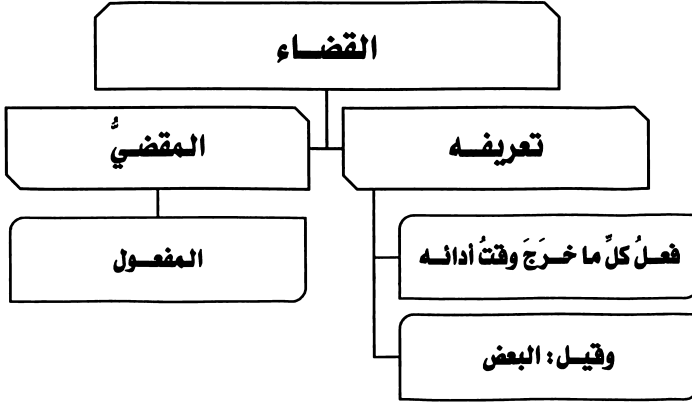 القضاء
تعريفه
المقضيُّ
فعلُ كلِّ ما خرَجَ وقتُ أدائه
المفعول
وقيل: البعض